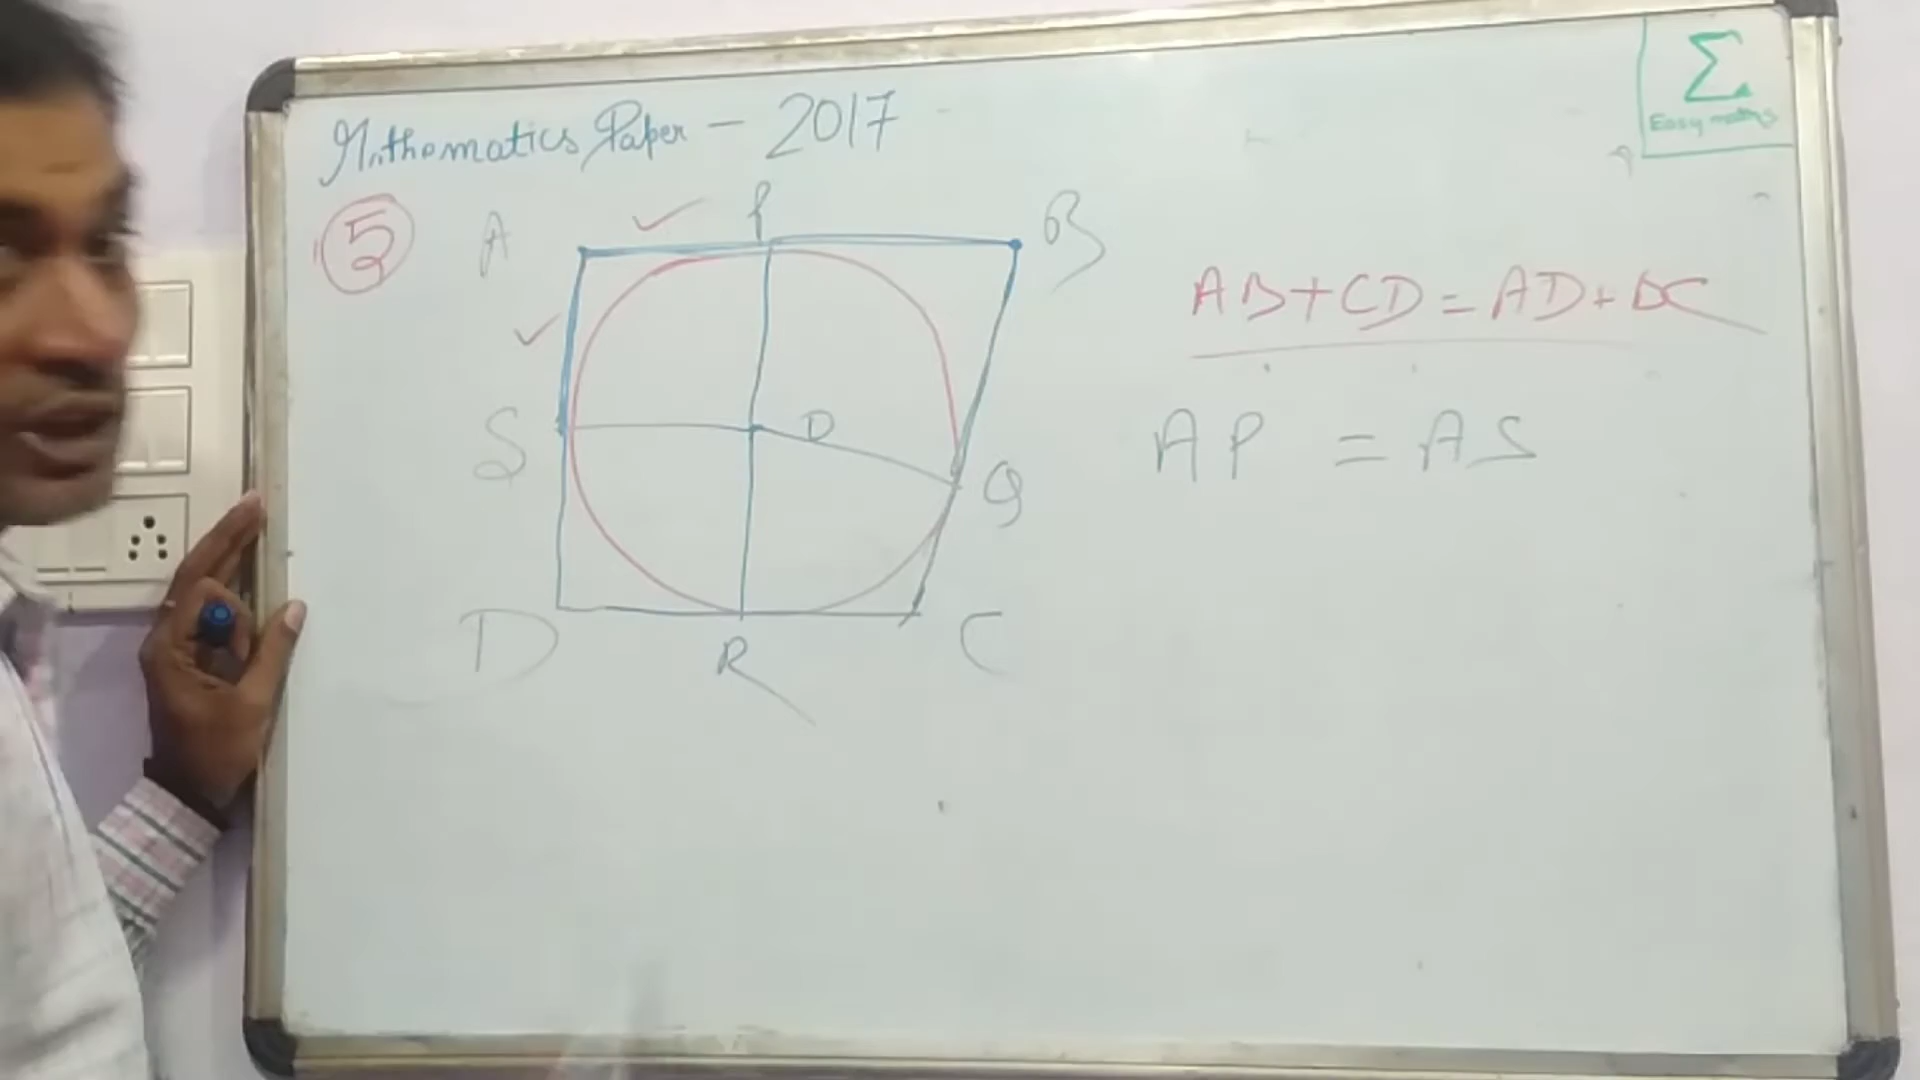 Mathematics Paper - 2017
Σ
Easy maths
5
A
P
B
AB+CD=AD+BC
S
O
Q
AP = AS
D
R
C